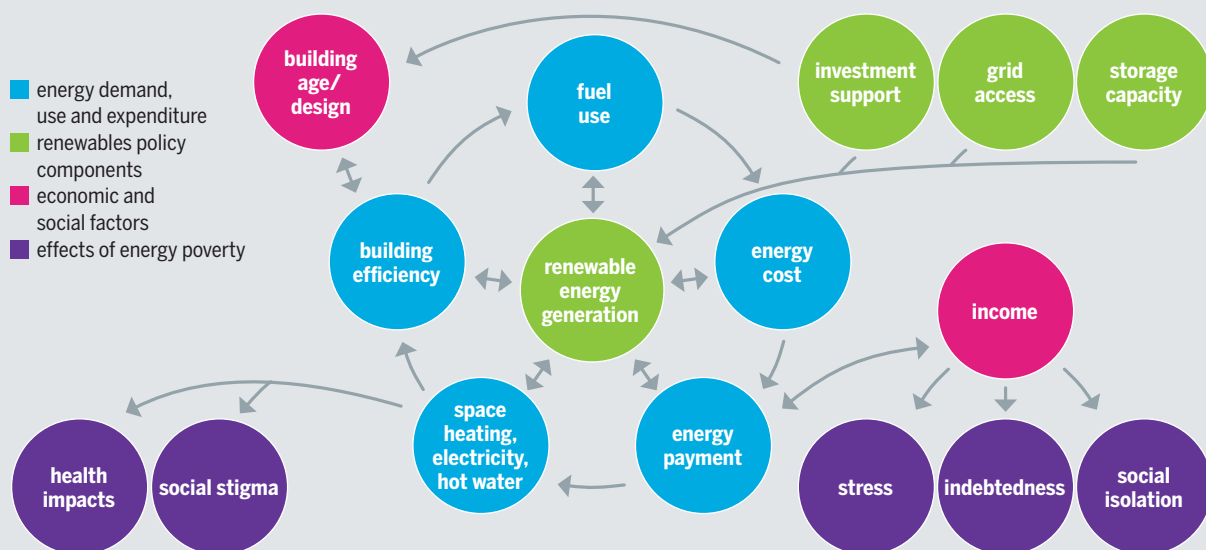 energy demand,
use and expenditure
renewables policy
components
economic and
social factors
effects of energy poverty
building
age/
design
fuel
use
investment
support
grid
access
storage
capacity
building
efficiency
renewable
energy
generation
energy
cost
income
space
heating,
electricity,
hot water
energy
payment
health
impacts
social stigma
stress
indebtedness
social
isolation